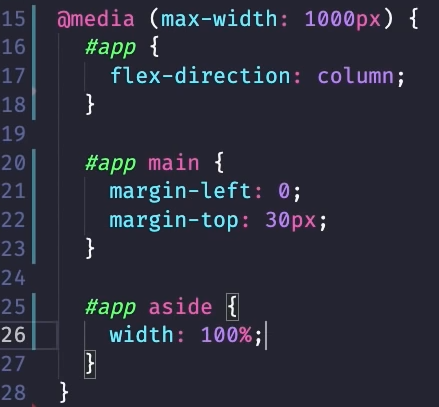 15 @media (max-width: 1000px) {
16   #app {
17     flex-direction: column;
18   }
19
20   #app main {
21     margin-left: 0;
22     margin-top: 30px;
23   }
24
25   #app aside {
26     width: 100%;
27   }
28 }